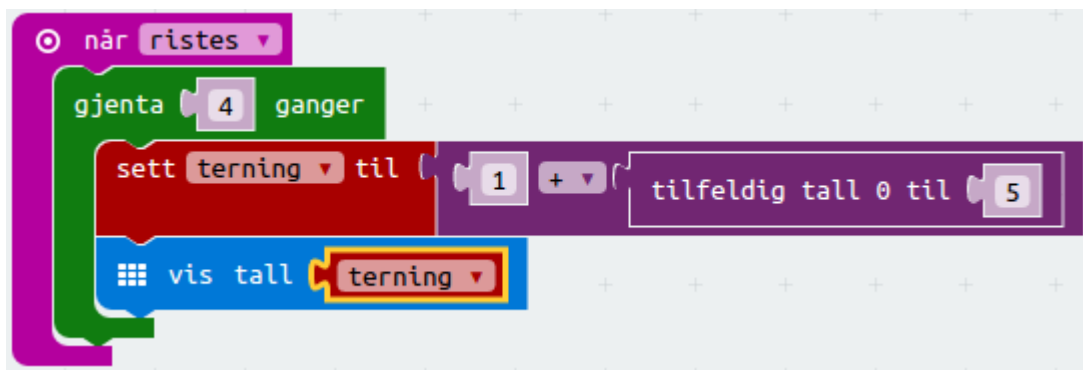 når ristes
gjenta 4 ganger
sett terning til 1 + tilfeldig tall 0 til 5
vis tall terning